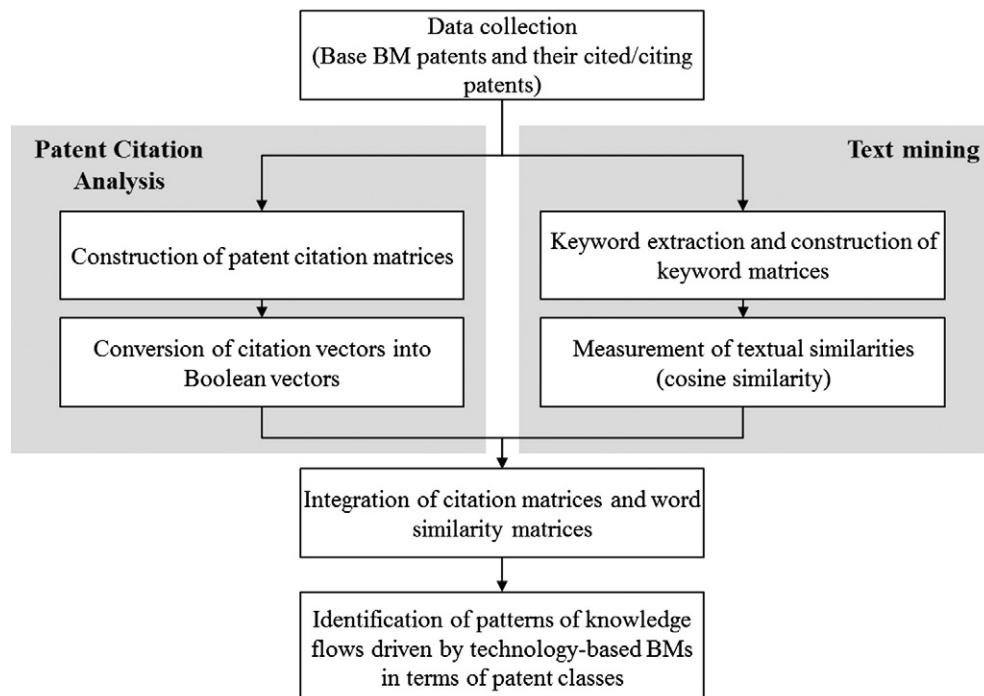 Data collection
(Base BM patents and their cited/citing
patents)
Patent Citation
Analysis
Text mining
Construction of patent citation matrices
Keyword extraction and construction of
keyword matrices
Conversion of citation vectors into
Boolean vectors
Measurement of textual similarities
(cosine similarity)
Integration of citation matrices and word
similarity matrices
Identification of patterns of knowledge
flows driven by technology-based BMs
in terms of patent classes